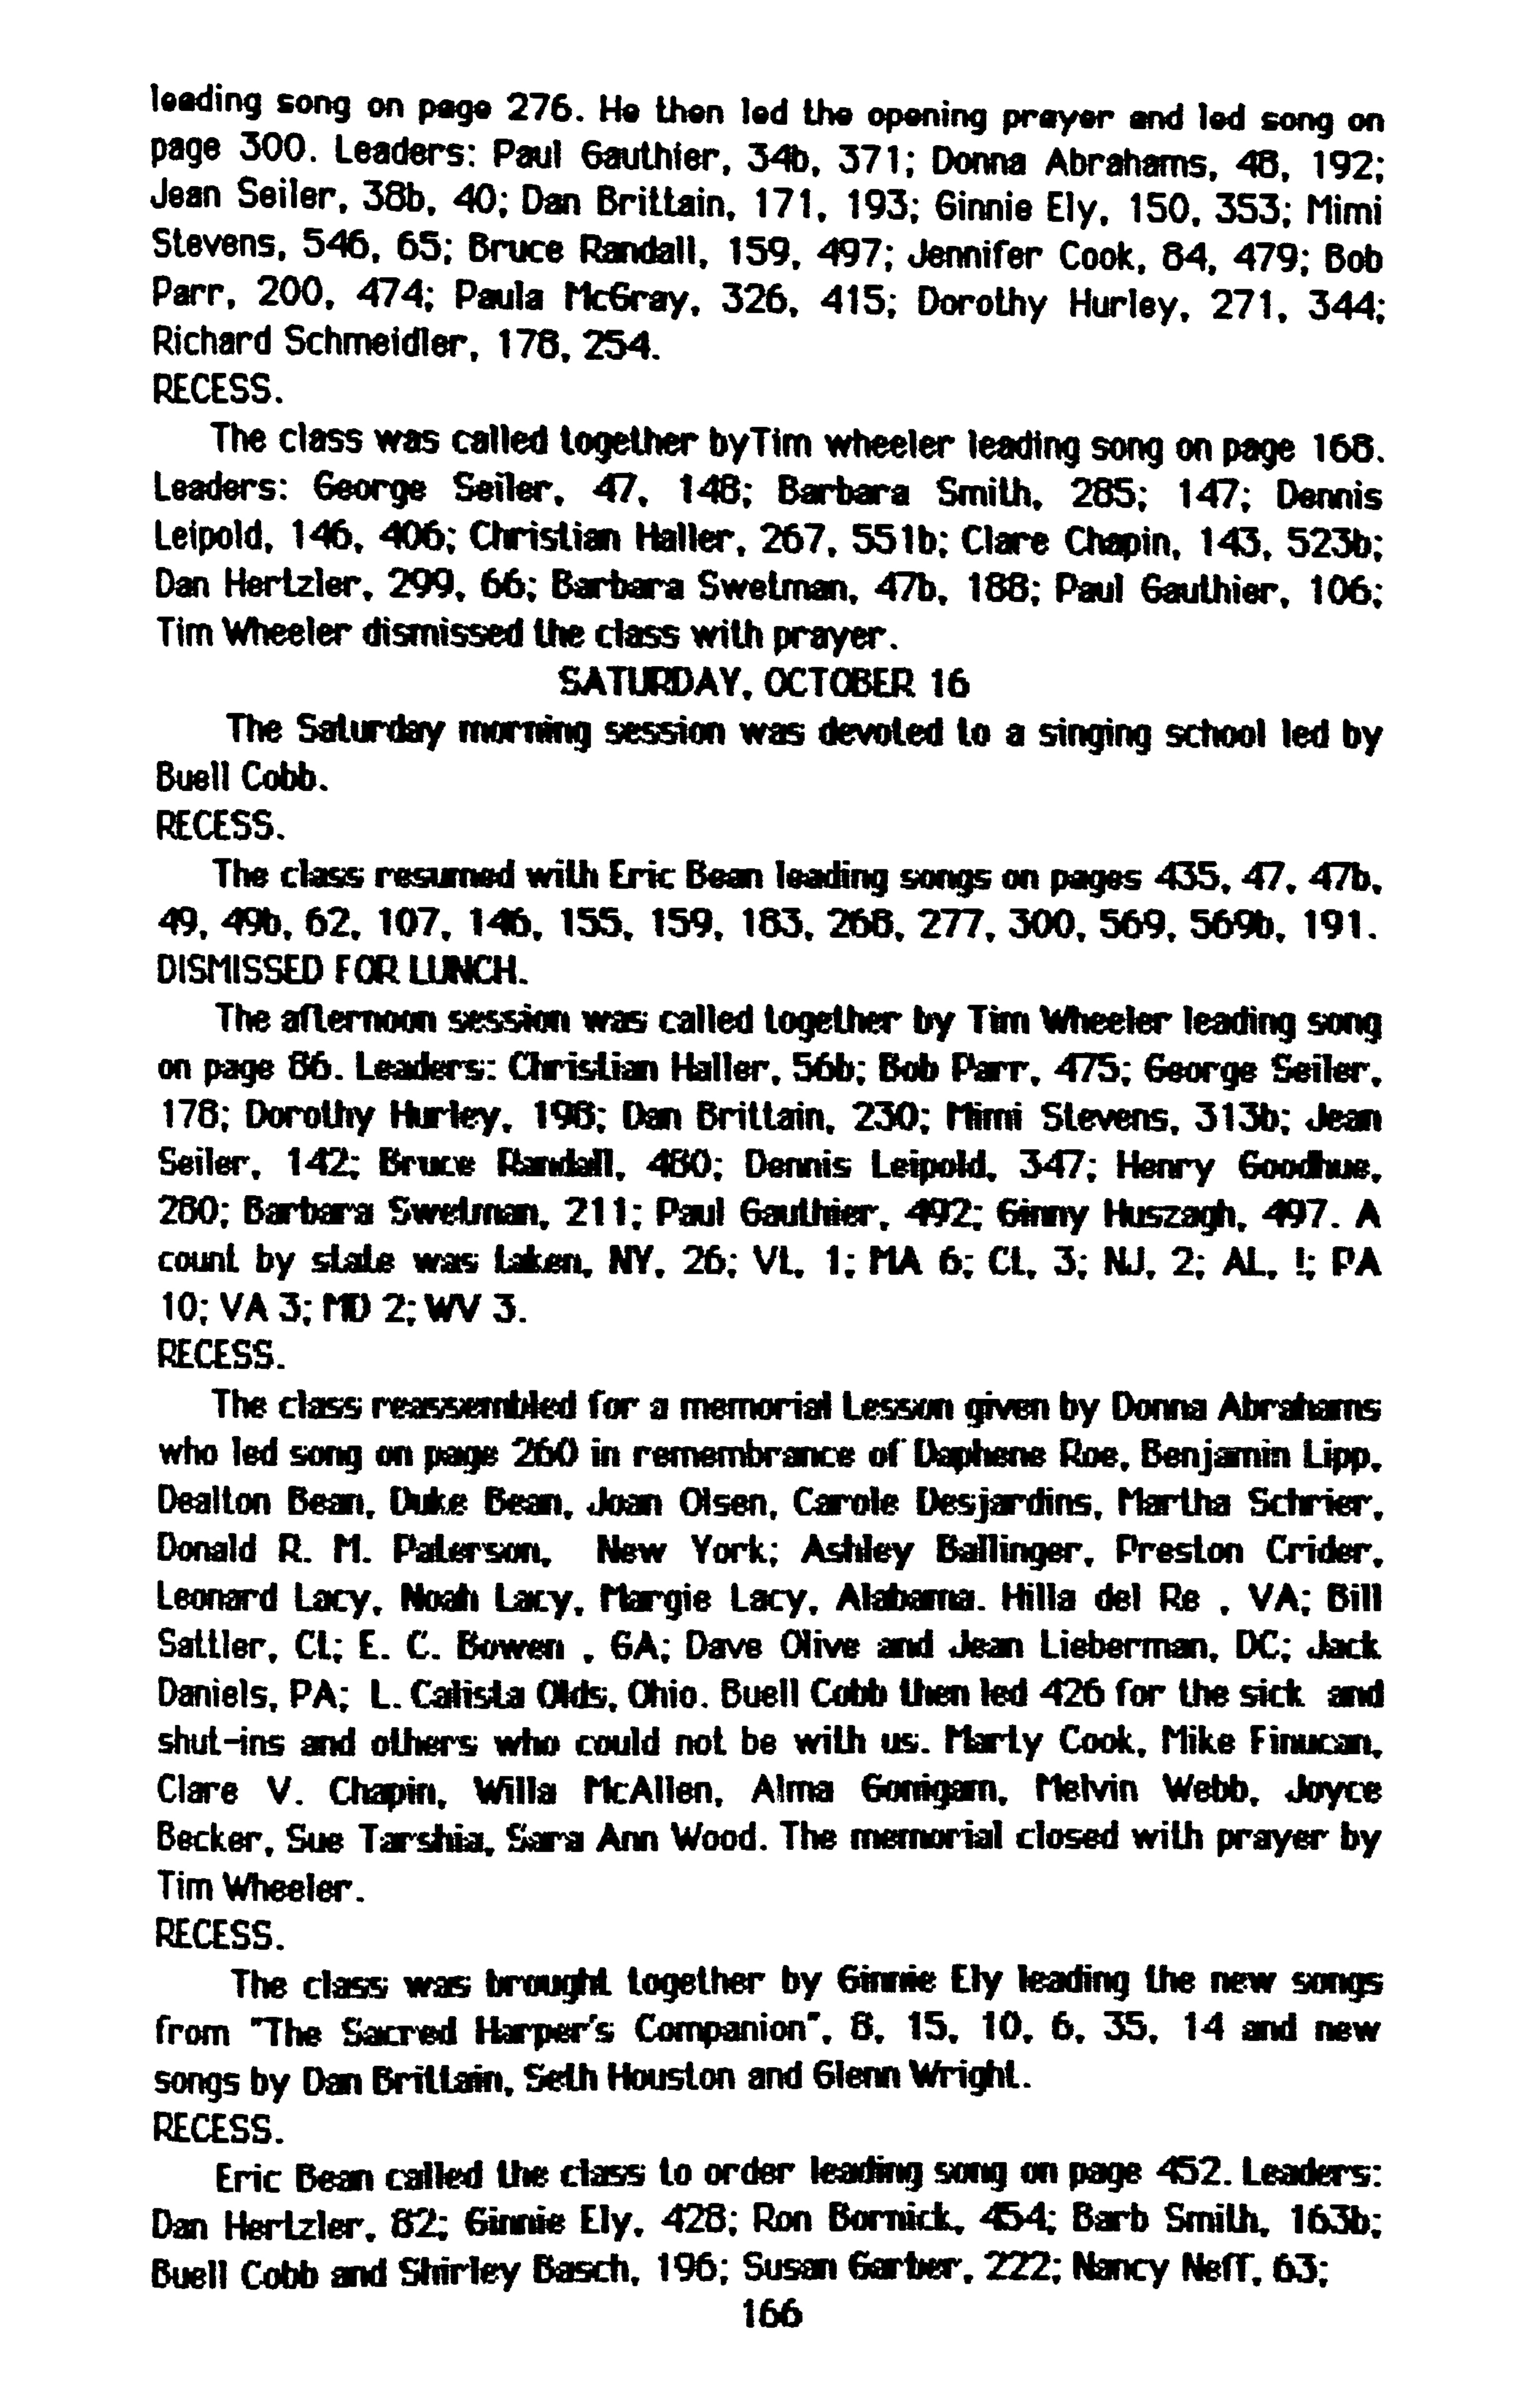 leading song on page 276. He then led the opening prayer and led song on
page 300. Leaders: Paul Gauthier, 34b, 371; Donna Abrahams, 48, 192;
Jean Seiler, 38b, 40; Dan Brittain, 171, 193; Ginnie Ely, 150, 353; Mimi
Stevens, 546, 65; Bruce Randall, 159, 497; Jennifer Cook, 84, 479; Bob
Parr, 200, 474; Paula McGray, 326, 415; Dorothy Hurley, 271, 344;
Richard Schmeidler, 178, 254.
RECESS.
The class was called together byTim wheeler leading song on page 168.
Leaders: George Seiler, 47, 148; Barbara Smith, 285; 147; Dennis
Leipold, 146, 406; Christian Haller, 267, 551b; Clare Chapin, 143, 523b;
Dan Hertzler, 299, 66; Barbara Swetman, 47b, 188; Paul Gauthier, 106;
Tim Wheeler dismissed the class with prayer.
SATURDAY, OCTOBER 16
The Saturday morning session was devoted to a singing school led by
Buell Cobb.
RECESS.
The class resumed with Eric Bean leading songs on pages 435, 47, 47b,
49, 49b, 62, 107, 146, 155, 159, 183, 268, 277, 300, 569, 569b, 191.
DISMISSED FOR LUNCH.
The afternoon session was called together by Tim Wheeler leading song
on page 86. Leaders: Christian Haller, 56b; Bob Parr, 475; George Seiler,
178; Dorothy Hurley, 198; Dan Brittain, 230; Mimi Stevens, 313b; Jean
Seiler, 142; Bruce Randall, 480; Dennis Leipold, 347; Henry Goodhue,
280; Barbara Swetman, 211; Paul Gauthier, 492; Ginny Huszagh, 497. A
count by state was taken, NY, 26; Vt, 1; MA 6; Ct, 3; NJ, 2; AL, !; PA
10; VA 3; MD 2; WV 3.
RECESS.
The class reassembled for a memorial Lesson given by Donna Abrahams
who led song on page 260 in remembrance of Daphene Roe, Benjamin Lipp,
Dealton Bean, Duke Bean, Joan Olsen, Carole Desjardins, Martha Schrier,
Donald R. M. Paterson, New York; Ashley Ballinger, Preston Crider,
Leonard Lacy, Noah Lacy, Margie Lacy, Alabama. Hilla del Re , VA; Bill
Sattler, Ct; E. C. Bowen , GA; Dave Olive and Jean Lieberman, DC; Jack
Daniels, PA; L. Calista Olds, Ohio. Buell Cobb then led 426 for the sick and
shut-ins and others who could not be with us. Marty Cook, Mike Finucan,
Clare V. Chapin, Willa McAllen, Alma Gonigam, Melvin Webb, Joyce
Becker, Sue Tarshia, Sara Ann Wood. The memorial closed with prayer by
Tim Wheeler.
RECESS.
The class was brought together by Ginnie Ely leading the new songs
from "The Sacred Harper's Companion", 8, 15, 10, 6, 35, 14 and new
songs by Dan Brittain, Seth Houston and Glenn Wright.
RECESS.
Eric Bean called the class to order leading song on page 452. Leaders:
Dan Hertzler, 82; Ginnie Ely, 428; Ron Bornick, 454; Barb Smith, 163b;
Buell Cobb and Shirley Basch, 196; Susan Garber, 222; Nancy Neff, 63;
166